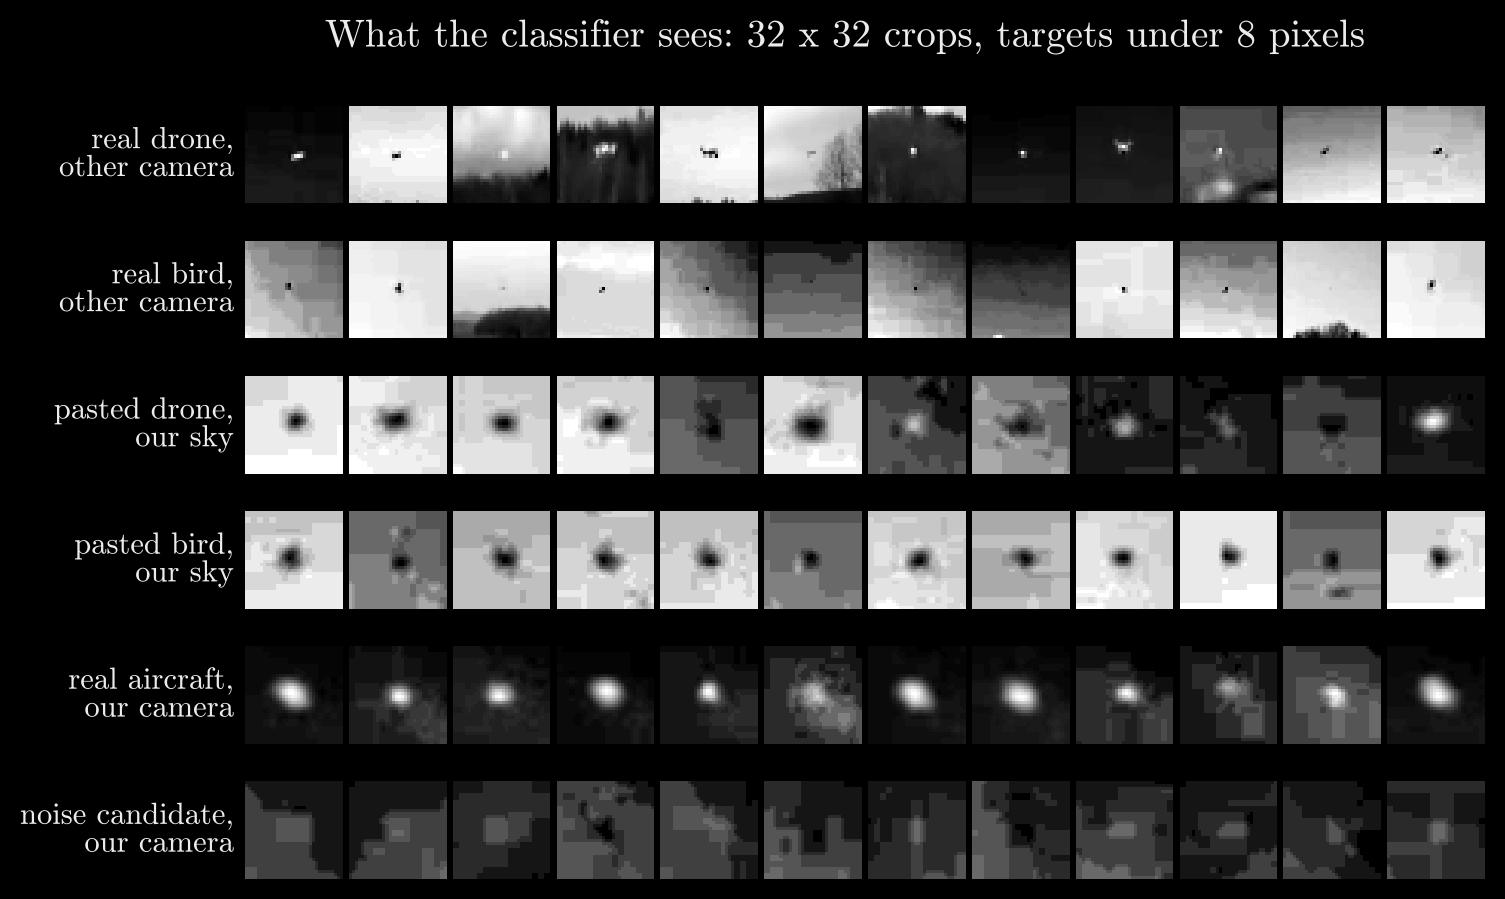 What the classifier sees: 32 x 32 crops, targets under 8 pixels
real drone,
other camera
real bird,
other camera
pasted drone,
our sky
pasted bird,
our sky
real aircraft,
our camera
noise candidate,
our camera